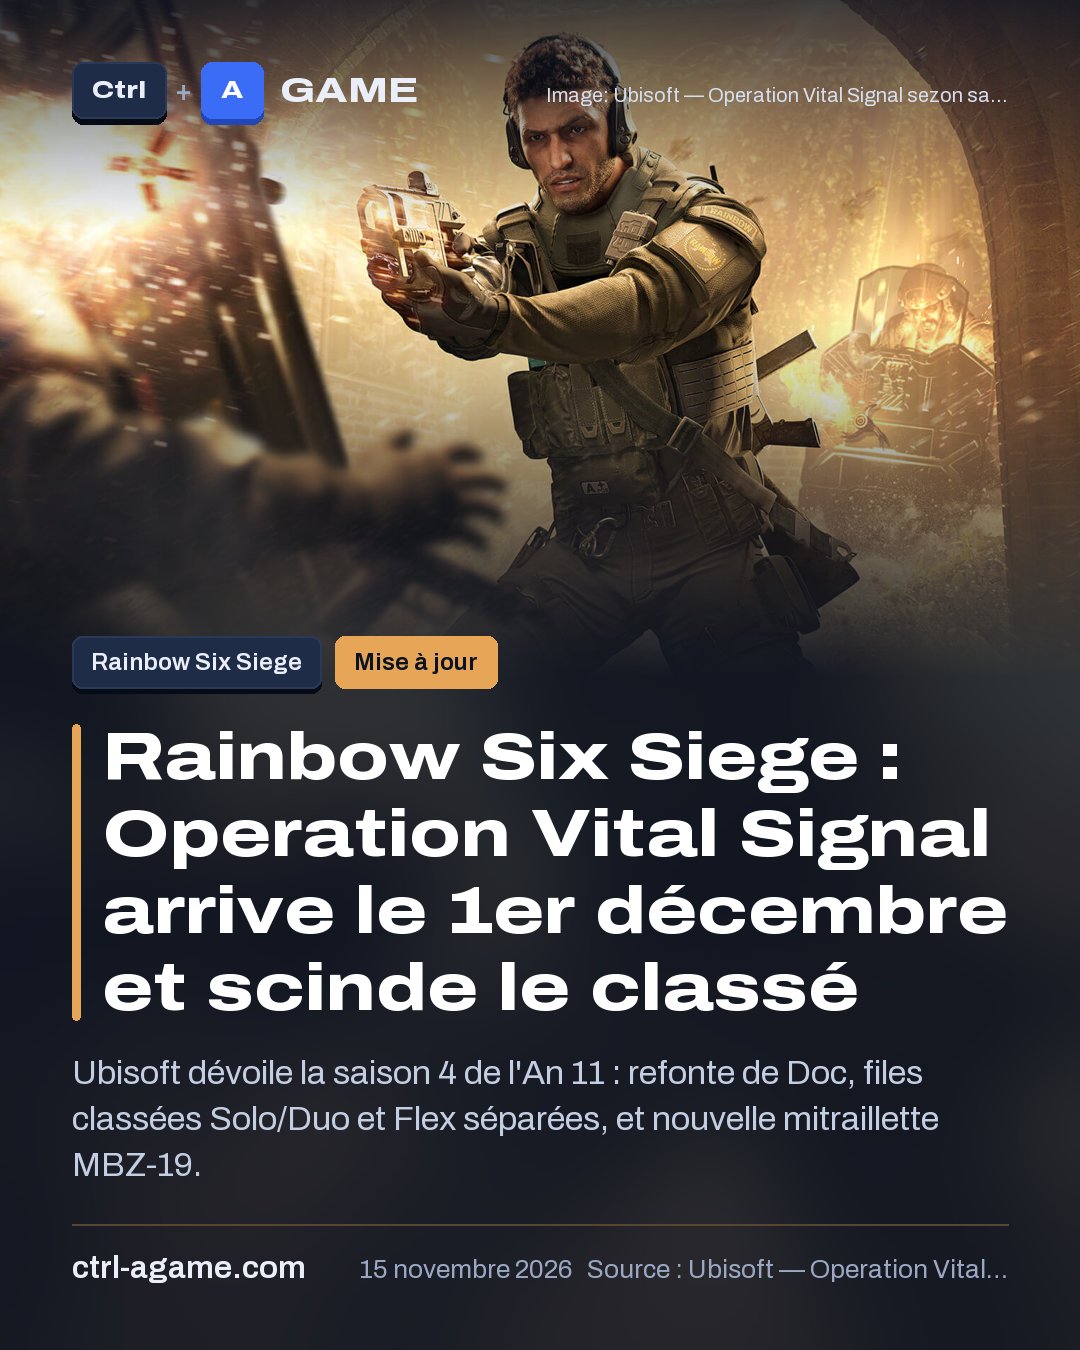 Ctrl + A GAME
Image: Ubisoft — Operation Vital Signal sezon sa...
RAINBOW
A+
Rainbow Six Siege
Mise à jour
Rainbow Six Siege :
Operation Vital Signal
arrive le 1er décembre
et scinde le classé
Ubisoft dévoile la saison 4 de l'An 11 : refonte de Doc, files
classées Solo/Duo et Flex séparées, et nouvelle mitraillette
MBZ-19.
ctrl-agame.com
15 novembre 2026 Source : Ubisoft — Operation Vital...